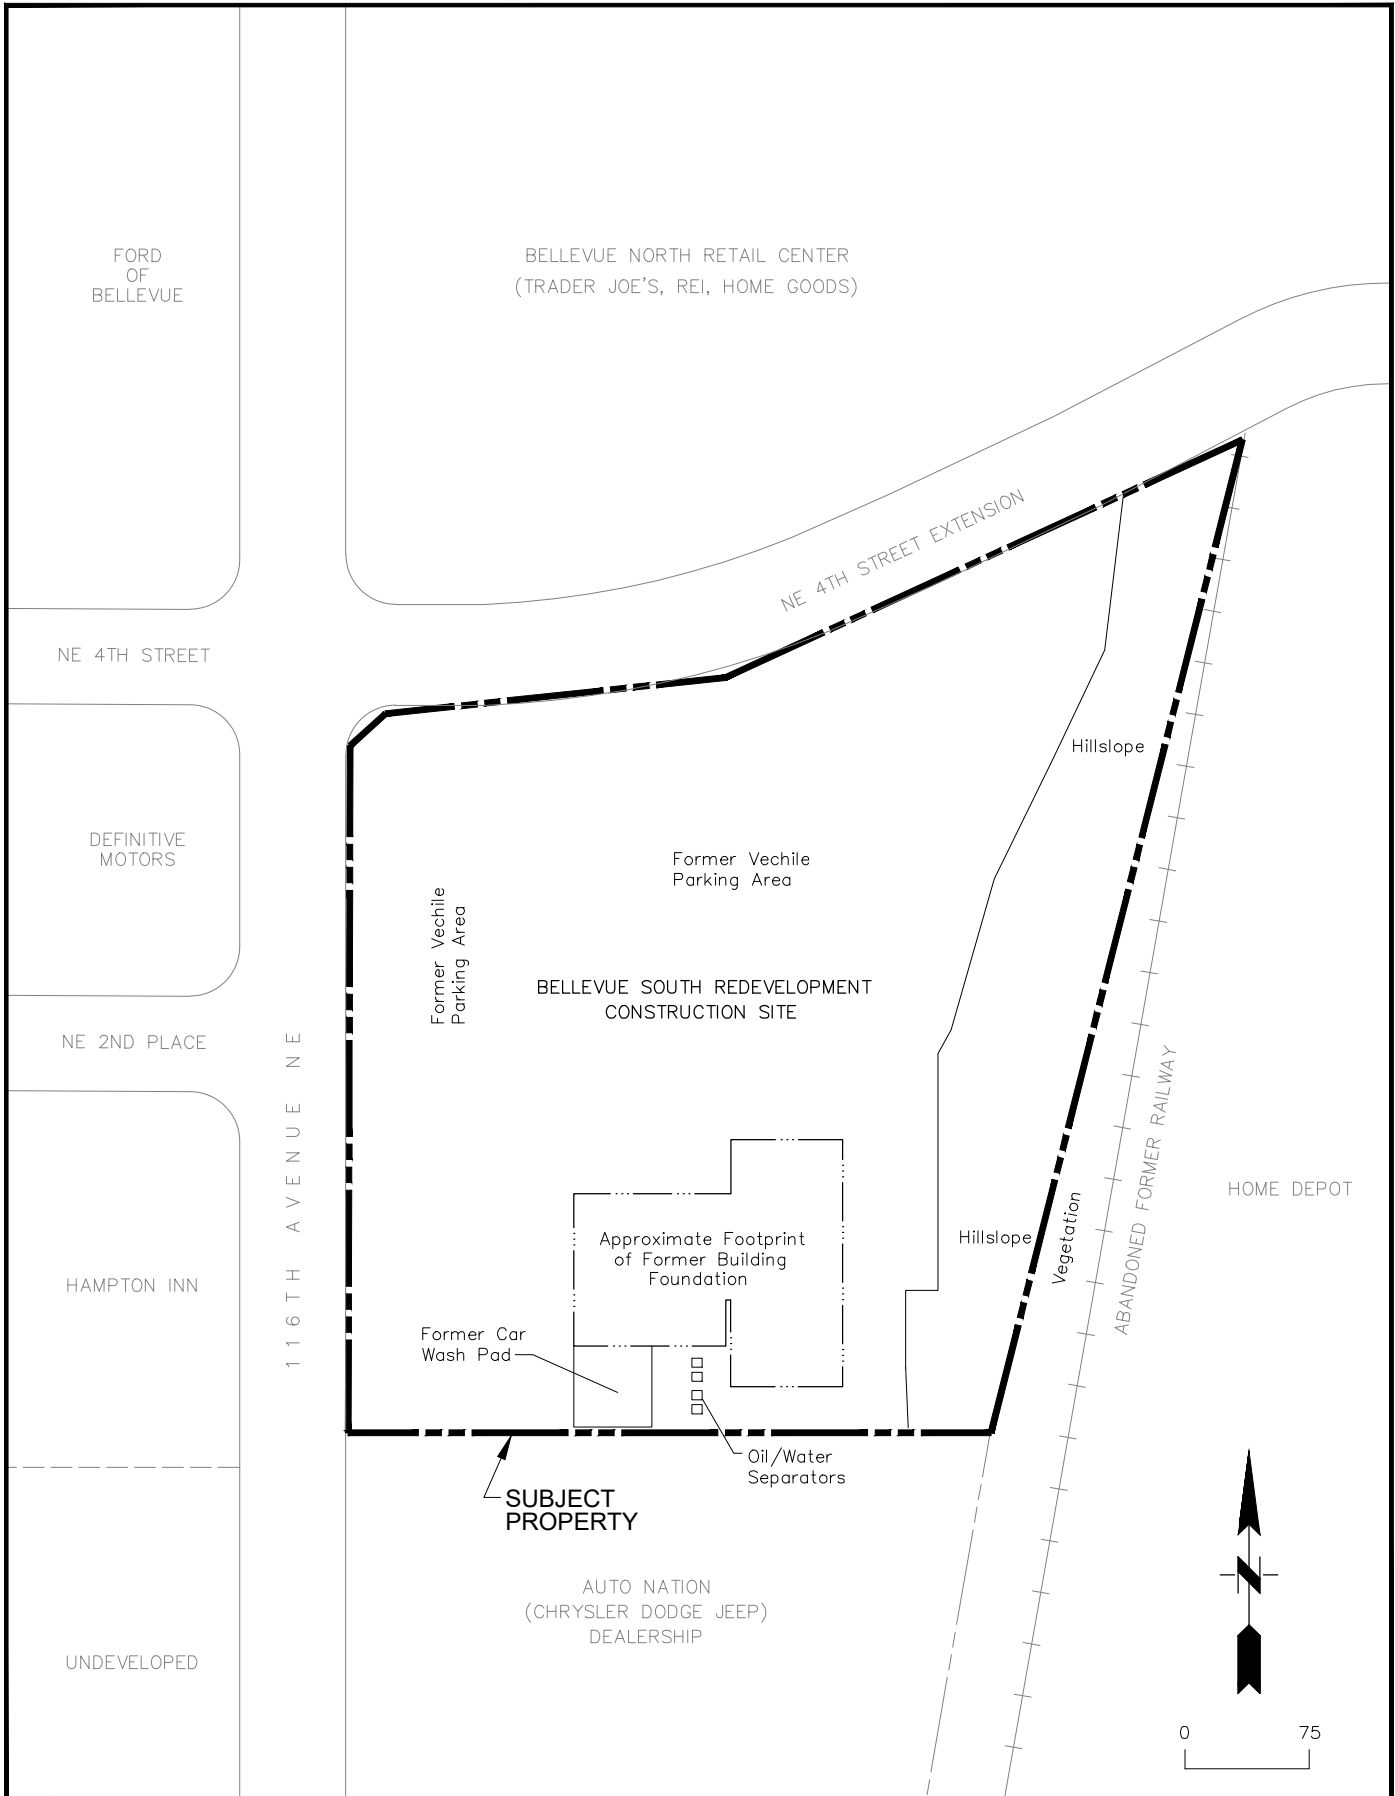 FORD
OF
BELLEVUE
BELLEVUE NORTH RETAIL CENTER
(TRADER JOE'S, REI, HOME GOODS)
NE 4TH STREET EXTENSION
NE 4TH STREET
Hillslope
DEFINITIVE
MOTORS
Former Vechile
Parking Area
Former Vechile
Parking Area
BELLEVUE SOUTH REDEVELOPMENT
CONSTRUCTION SITE
NE 2ND PLACE
116TH AVENUE NE
ABANDONED FORMER RAILWAY
HOME DEPOT
Vegetation
Hillslope
Approximate Footprint
of Former Building
Foundation
HAMPTON INN
Former Car
Wash Pad
Oil/Water
Separators
SUBJECT
PROPERTY
AUTO NATION
(CHRYSLER DODGE JEEP)
DEALERSHIP
UNDEVELOPED
N
0 75